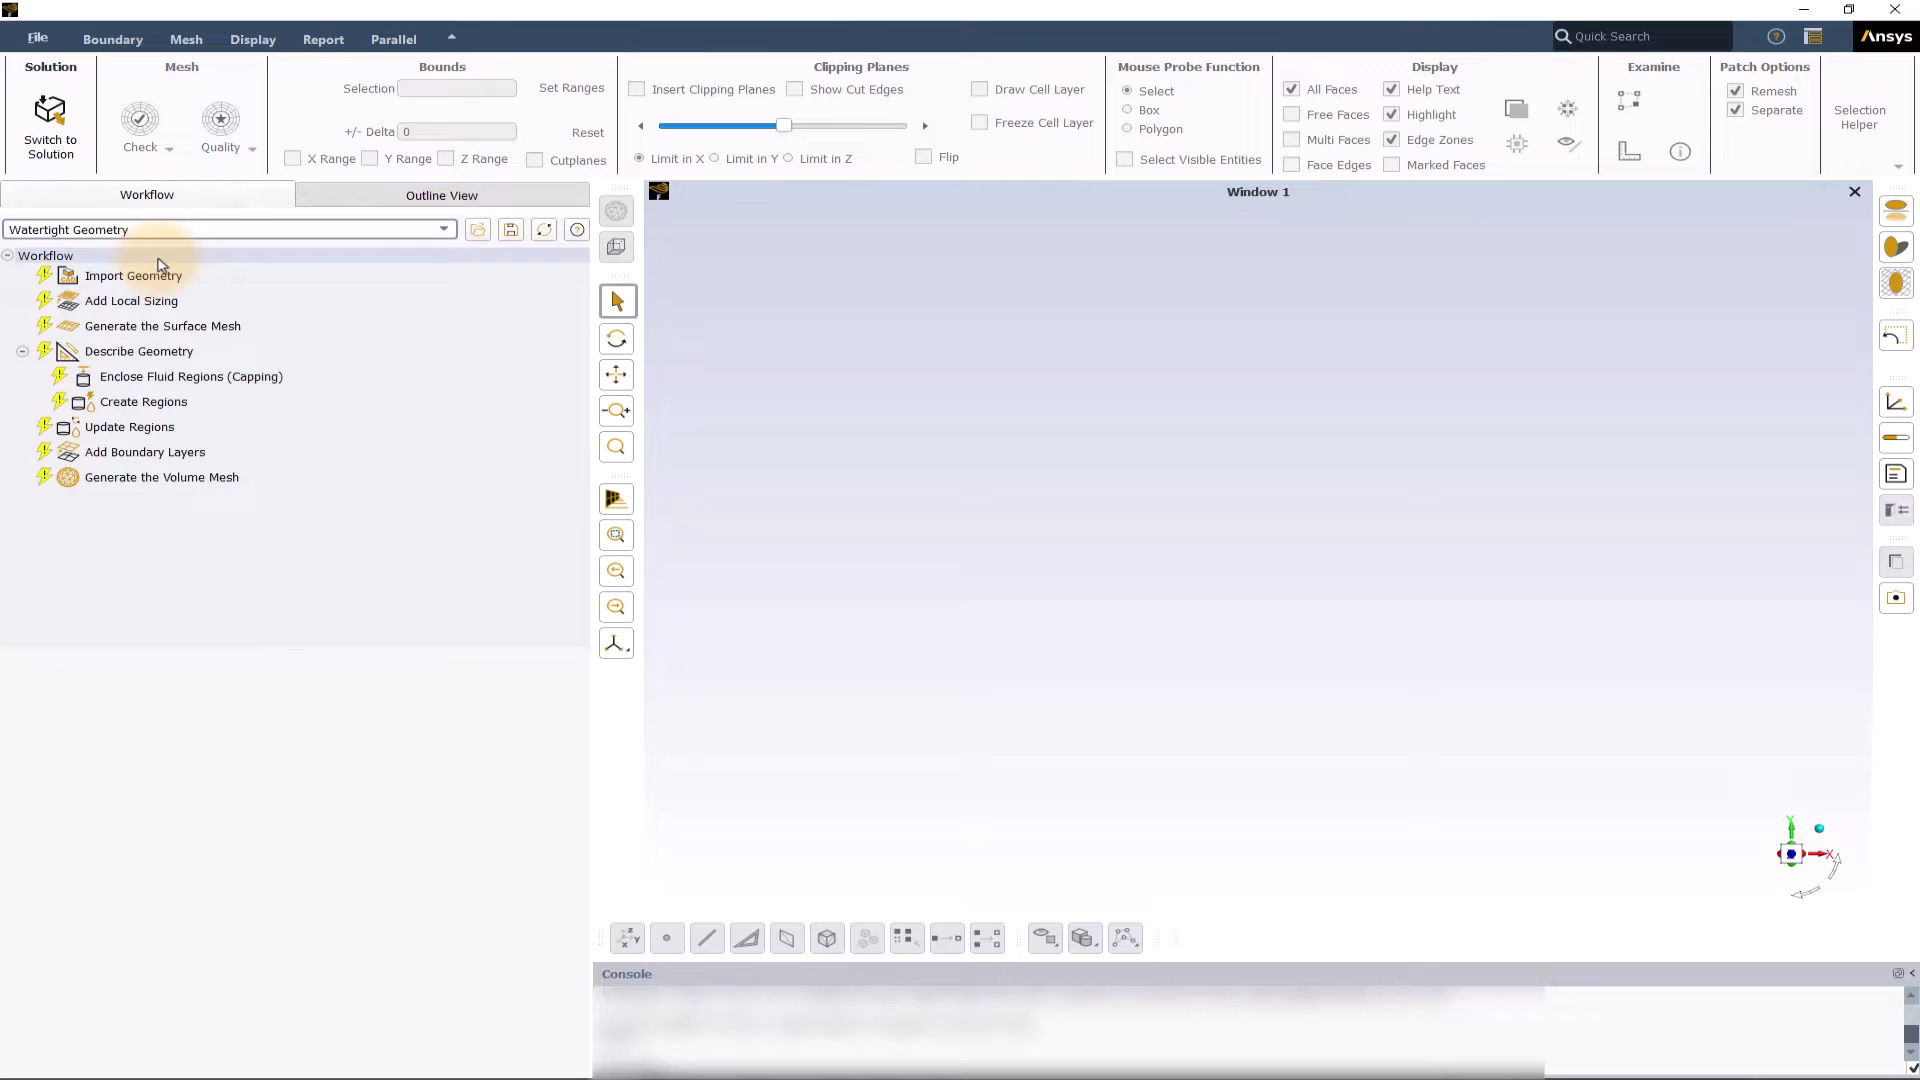 File Boundary Mesh Display Report Parallel Quick Search Ansys
Solution Mesh Bounds Clipping Planes Mouse Probe Function Display Examine Patch Options
Selection Set Ranges Insert Clipping Planes Show Cut Edges Draw Cell Layer Select All Faces Help Text Remesh
Box Free Faces Highlight Separate Selection
Helper
+/- Delta 0 Reset Freeze Cell Layer Polygon Multi Faces Edge Zones
Switch to
Solution
Check Quality
X Range Y Range Z Range Cutplanes Limit in X Limit in Y Limit in Z Flip Select Visible Entities Face Edges Marked Faces
Workflow Outline View Window 1
Watertight Geometry
Workflow
Import Geometry
Add Local Sizing
Generate the Surface Mesh
Describe Geometry
Enclose Fluid Regions (Capping)
Create Regions
Update Regions
Add Boundary Layers
Generate the Volume Mesh
Y
X
Console